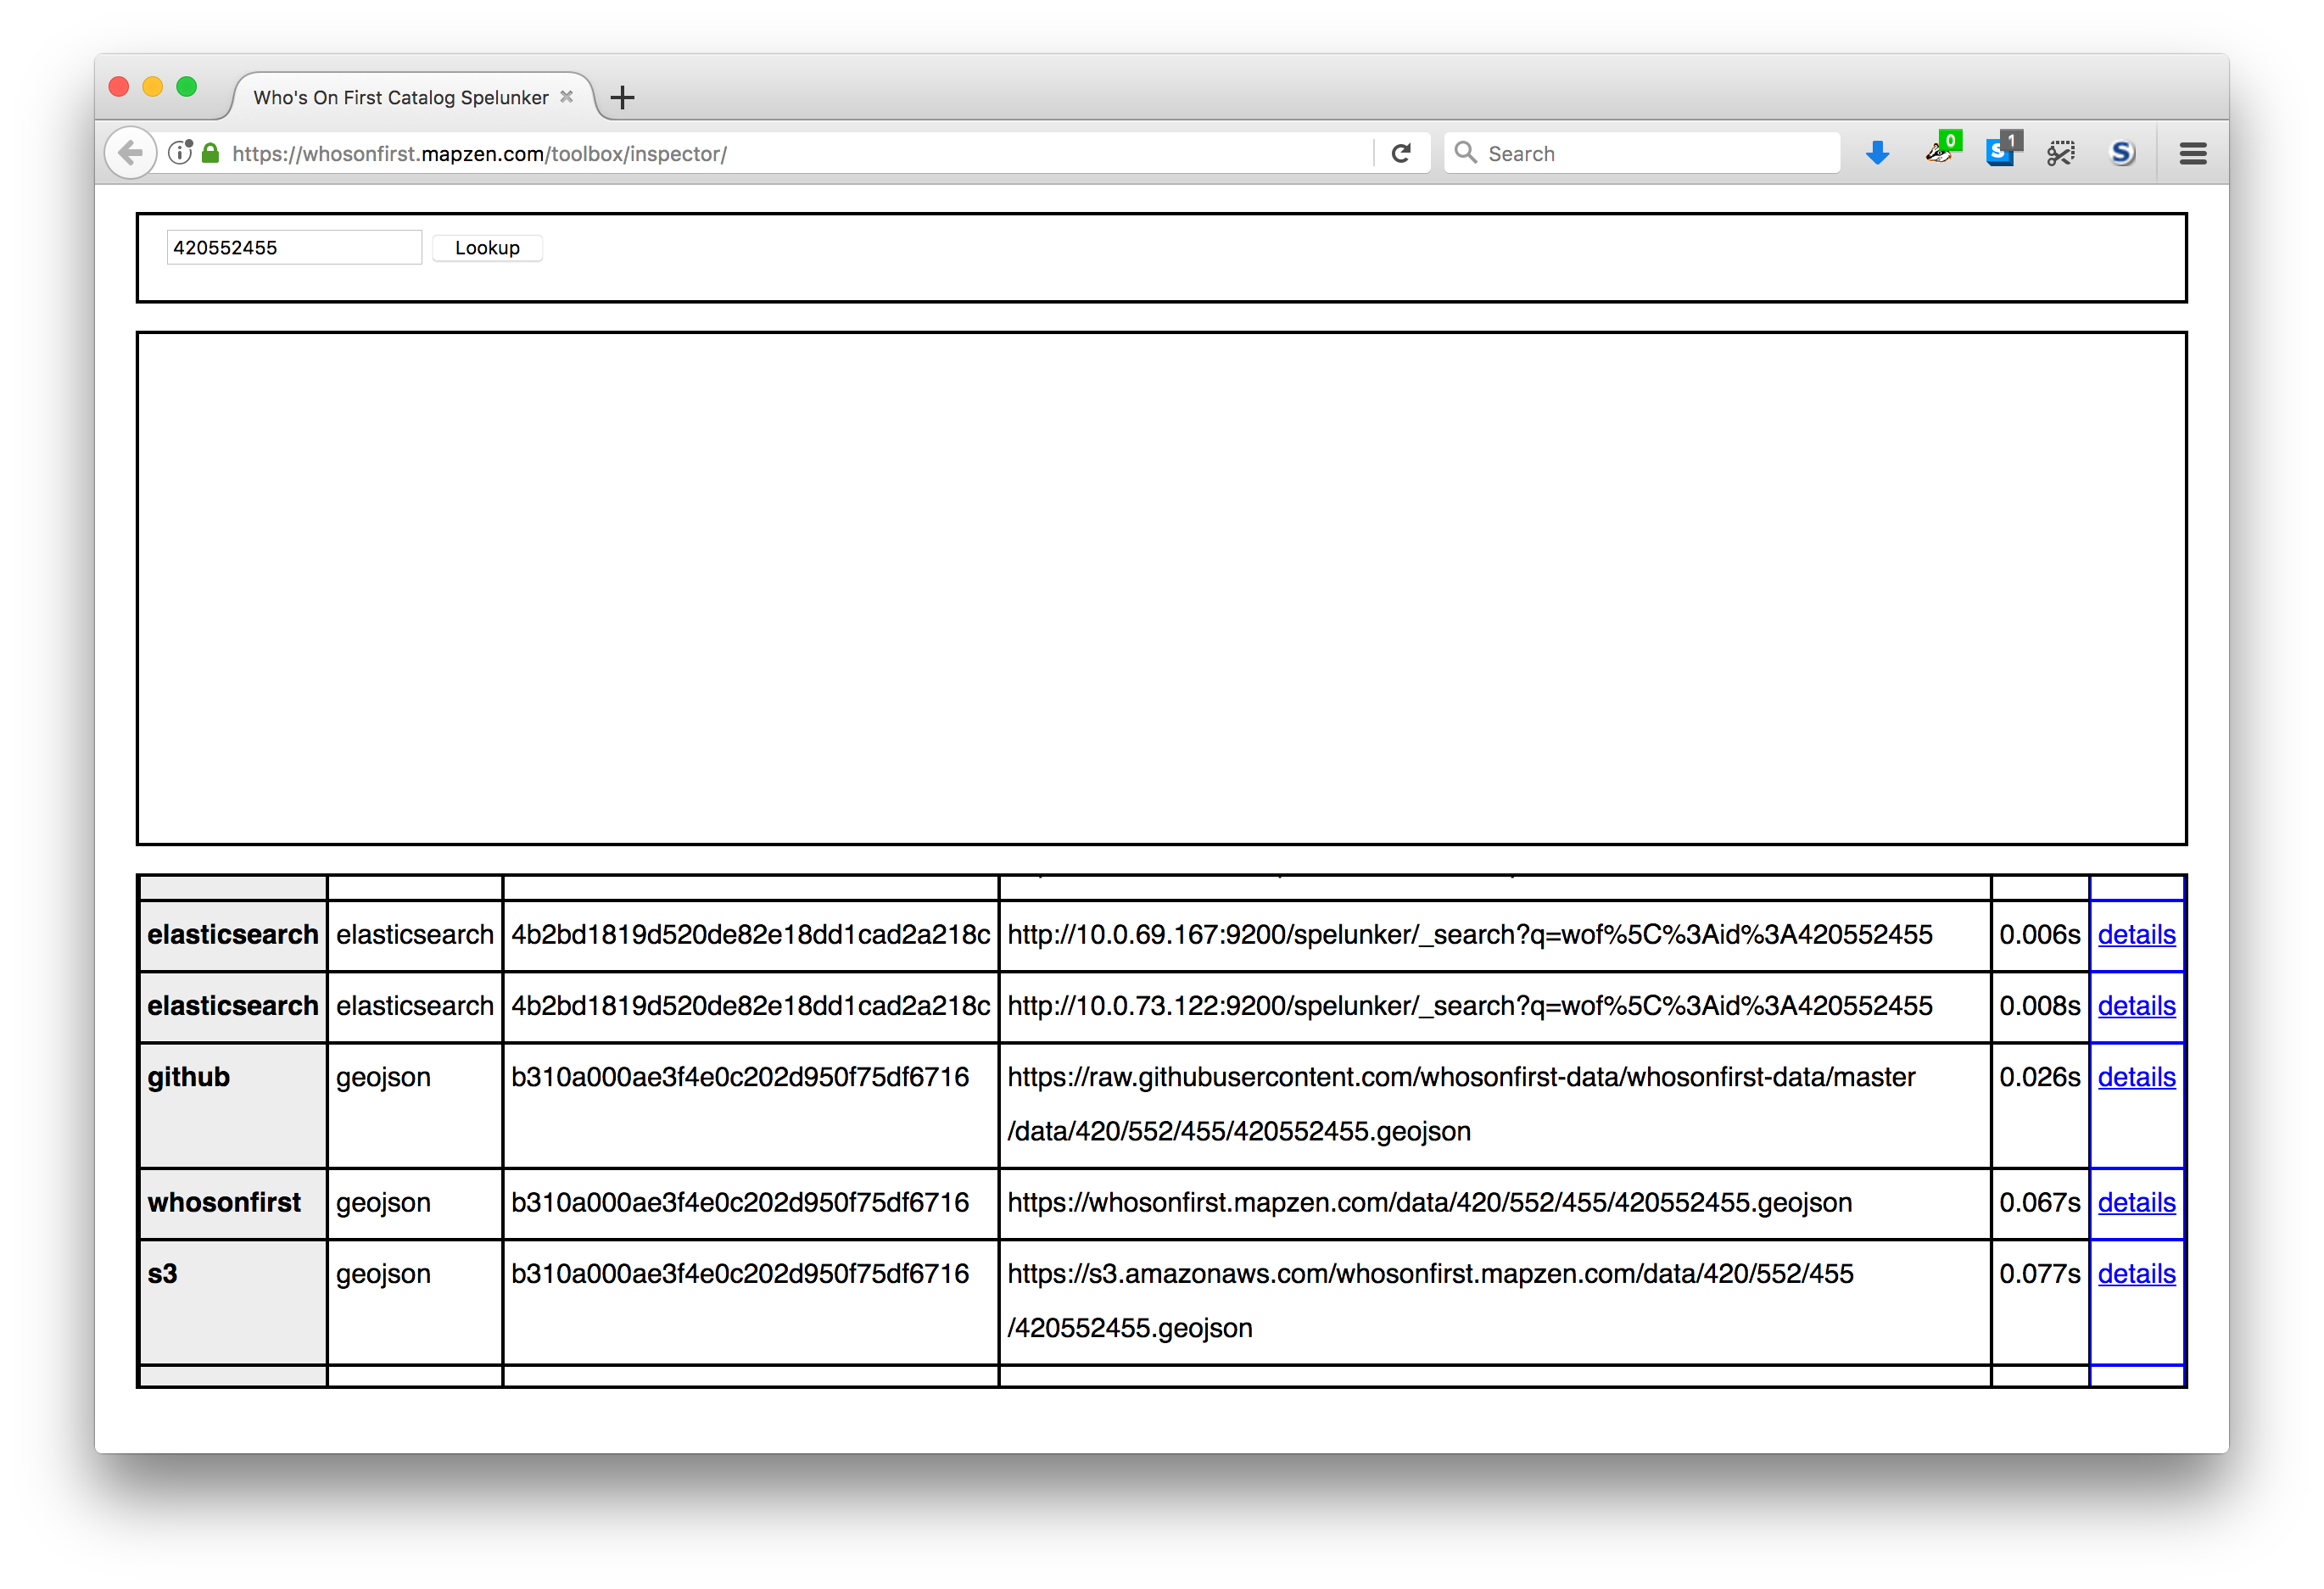 Who's On First Catalog Spelunker
https://whosonfirst.mapzen.com/toolbox/inspector/
Search
0
1
S
S
420552455 Lookup
elasticsearch elasticsearch 4b2bd1819d520de82e18dd1cad2a218c http://10.0.69.167:9200/spelunker/_search?q=wof%5C%3Aid%3A420552455 0.006s details
elasticsearch elasticsearch 4b2bd1819d520de82e18dd1cad2a218c http://10.0.73.122:9200/spelunker/_search?q=wof%5C%3Aid%3A420552455 0.008s details
github geojson b310a000ae3f4e0c202d950f75df6716 https://raw.githubusercontent.com/whosonfirst-data/whosonfirst-data/master 0.026s details
/data/420/552/455/420552455.geojson
whosonfirst geojson b310a000ae3f4e0c202d950f75df6716 https://whosonfirst.mapzen.com/data/420/552/455/420552455.geojson 0.067s details
s3 geojson b310a000ae3f4e0c202d950f75df6716 https://s3.amazonaws.com/whosonfirst.mapzen.com/data/420/552/455 0.077s details
/420552455.geojson